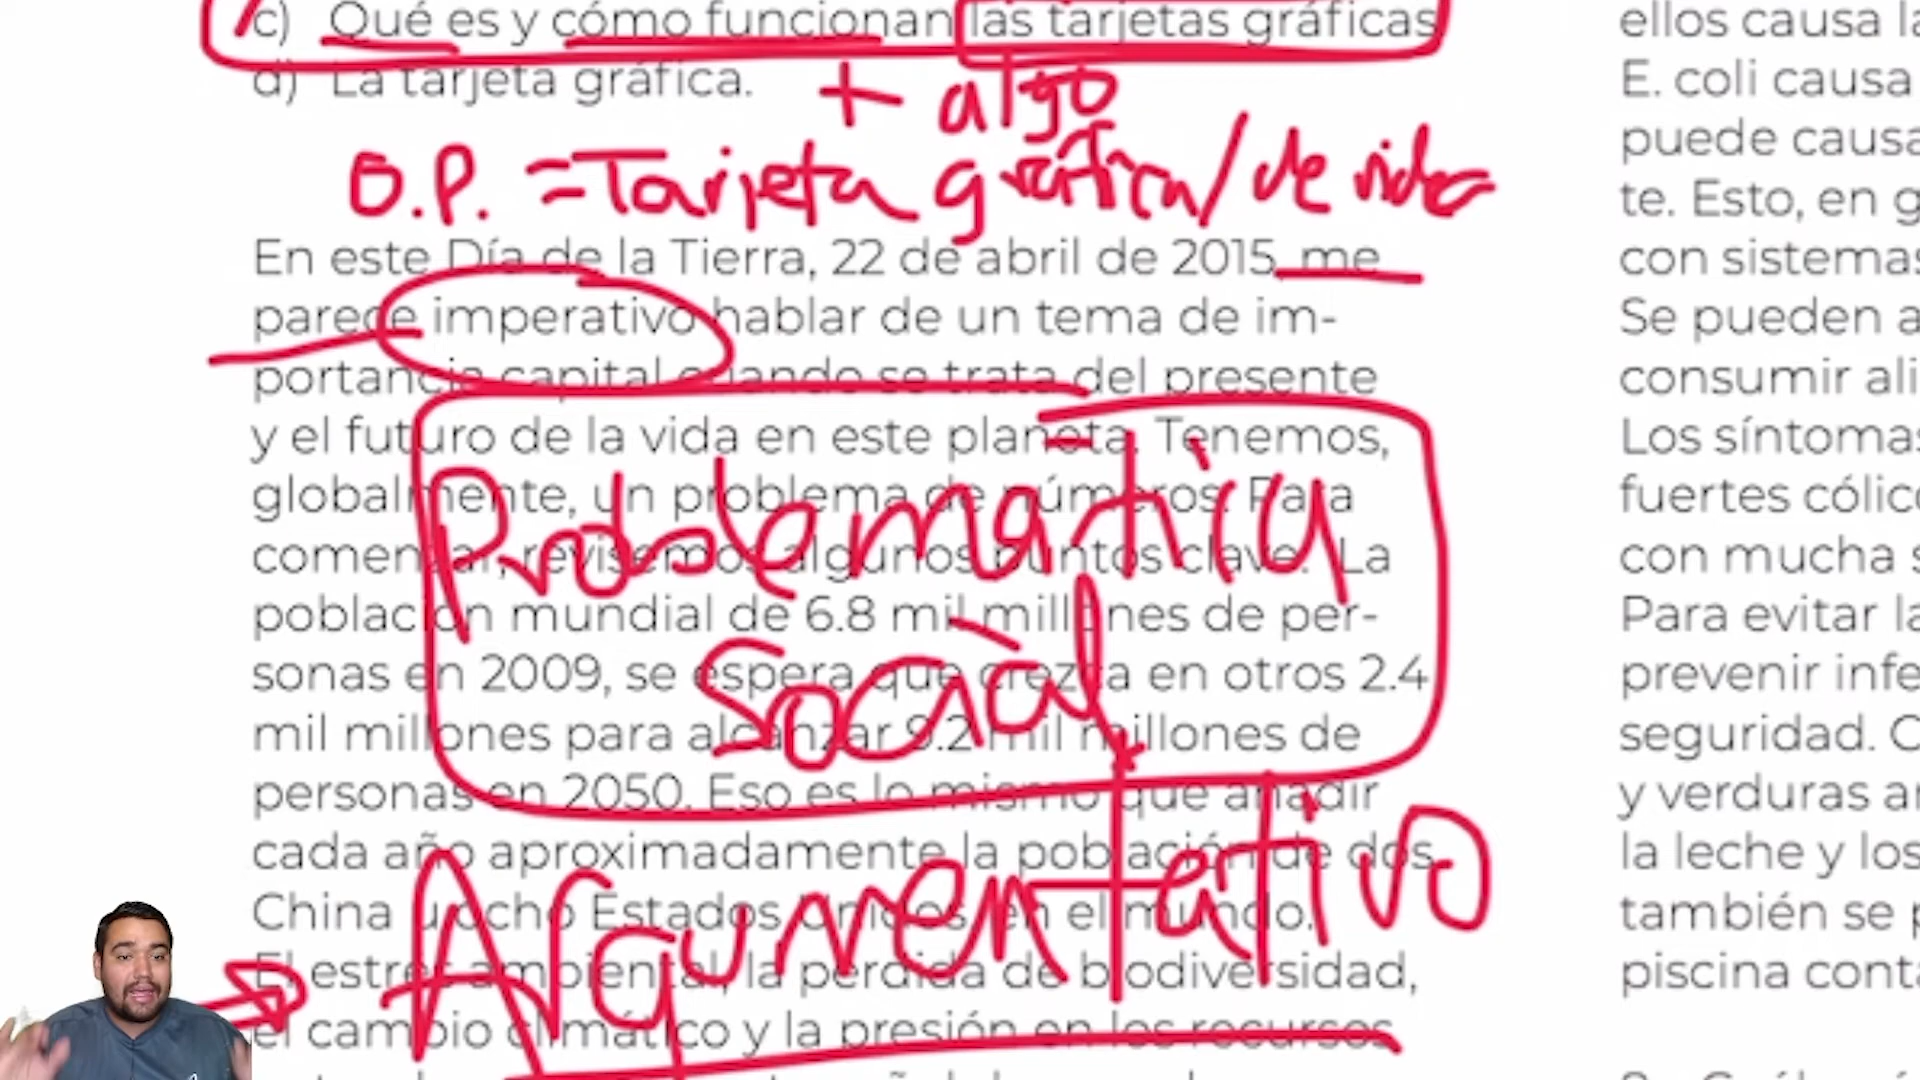 c) Qué es y cómo funcionan las tarjetas gráficas
d) La tarjeta gráfica.
+ algo
O.P. = Tarjeta gráfica/de video
En este Día de la Tierra, 22 de abril de 2015, me
parece imperativo hablar de un tema de im-
portancia capital cuando se trata del presente
y el futuro de la vida en este planeta. Tenemos,
globalmente, un problema de números. Para
comenzar, revisemos algunos puntos clave. La
población mundial de 6.8 mil millones de per-
sonas en 2009, se espera que crezca en otros 2.4
mil millones para alcanzar 9.2 mil millones de
personas en 2050. Eso es lo mismo que añadir
cada año aproximadamente la población de dos
China u ocho Estados Unidos en el mundo.
El estrés ambiental, la pérdida de biodiversidad,
el cambio climático y la presión en los recursos
Problemática
social
Argumentativo
ellos causa la
E. coli causa
puede causa
te. Esto, en g
con sistemas
Se pueden a
consumir ali
Los síntomas
fuertes cólico
con mucha s
Para evitar la
prevenir infe
seguridad. C
y verduras an
la leche y los
también se p
piscina conta